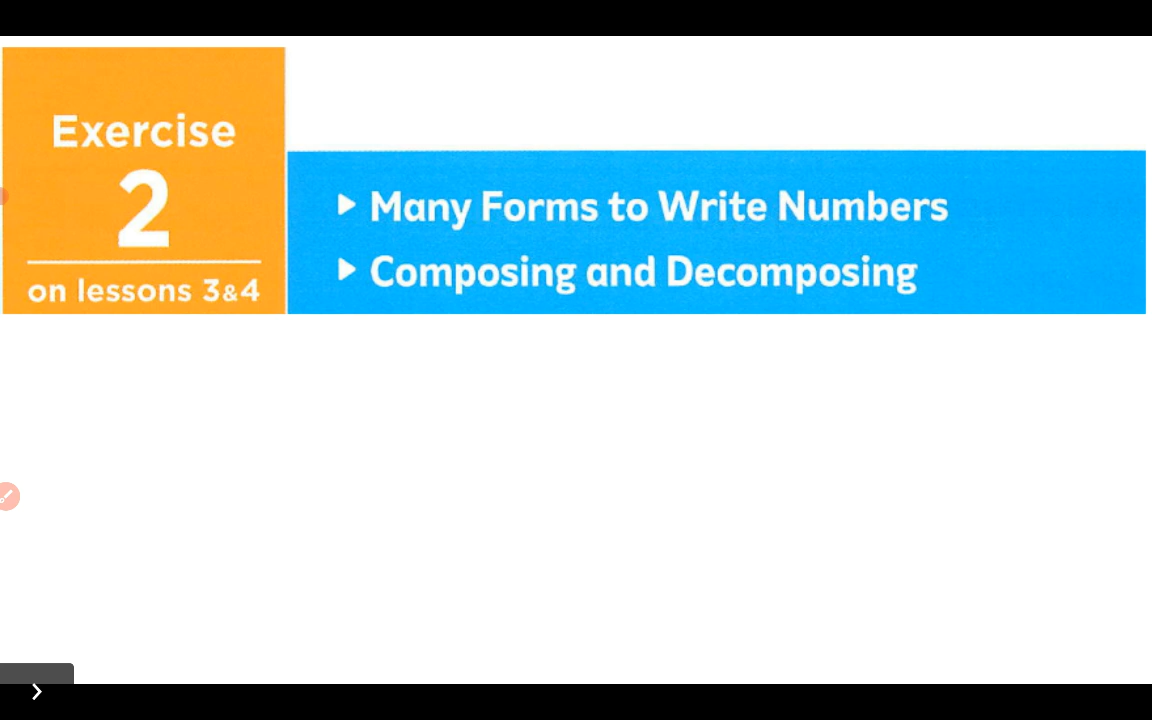 Exercise
2
on lessons 3&4
Many Forms to Write Numbers
Composing and Decomposing